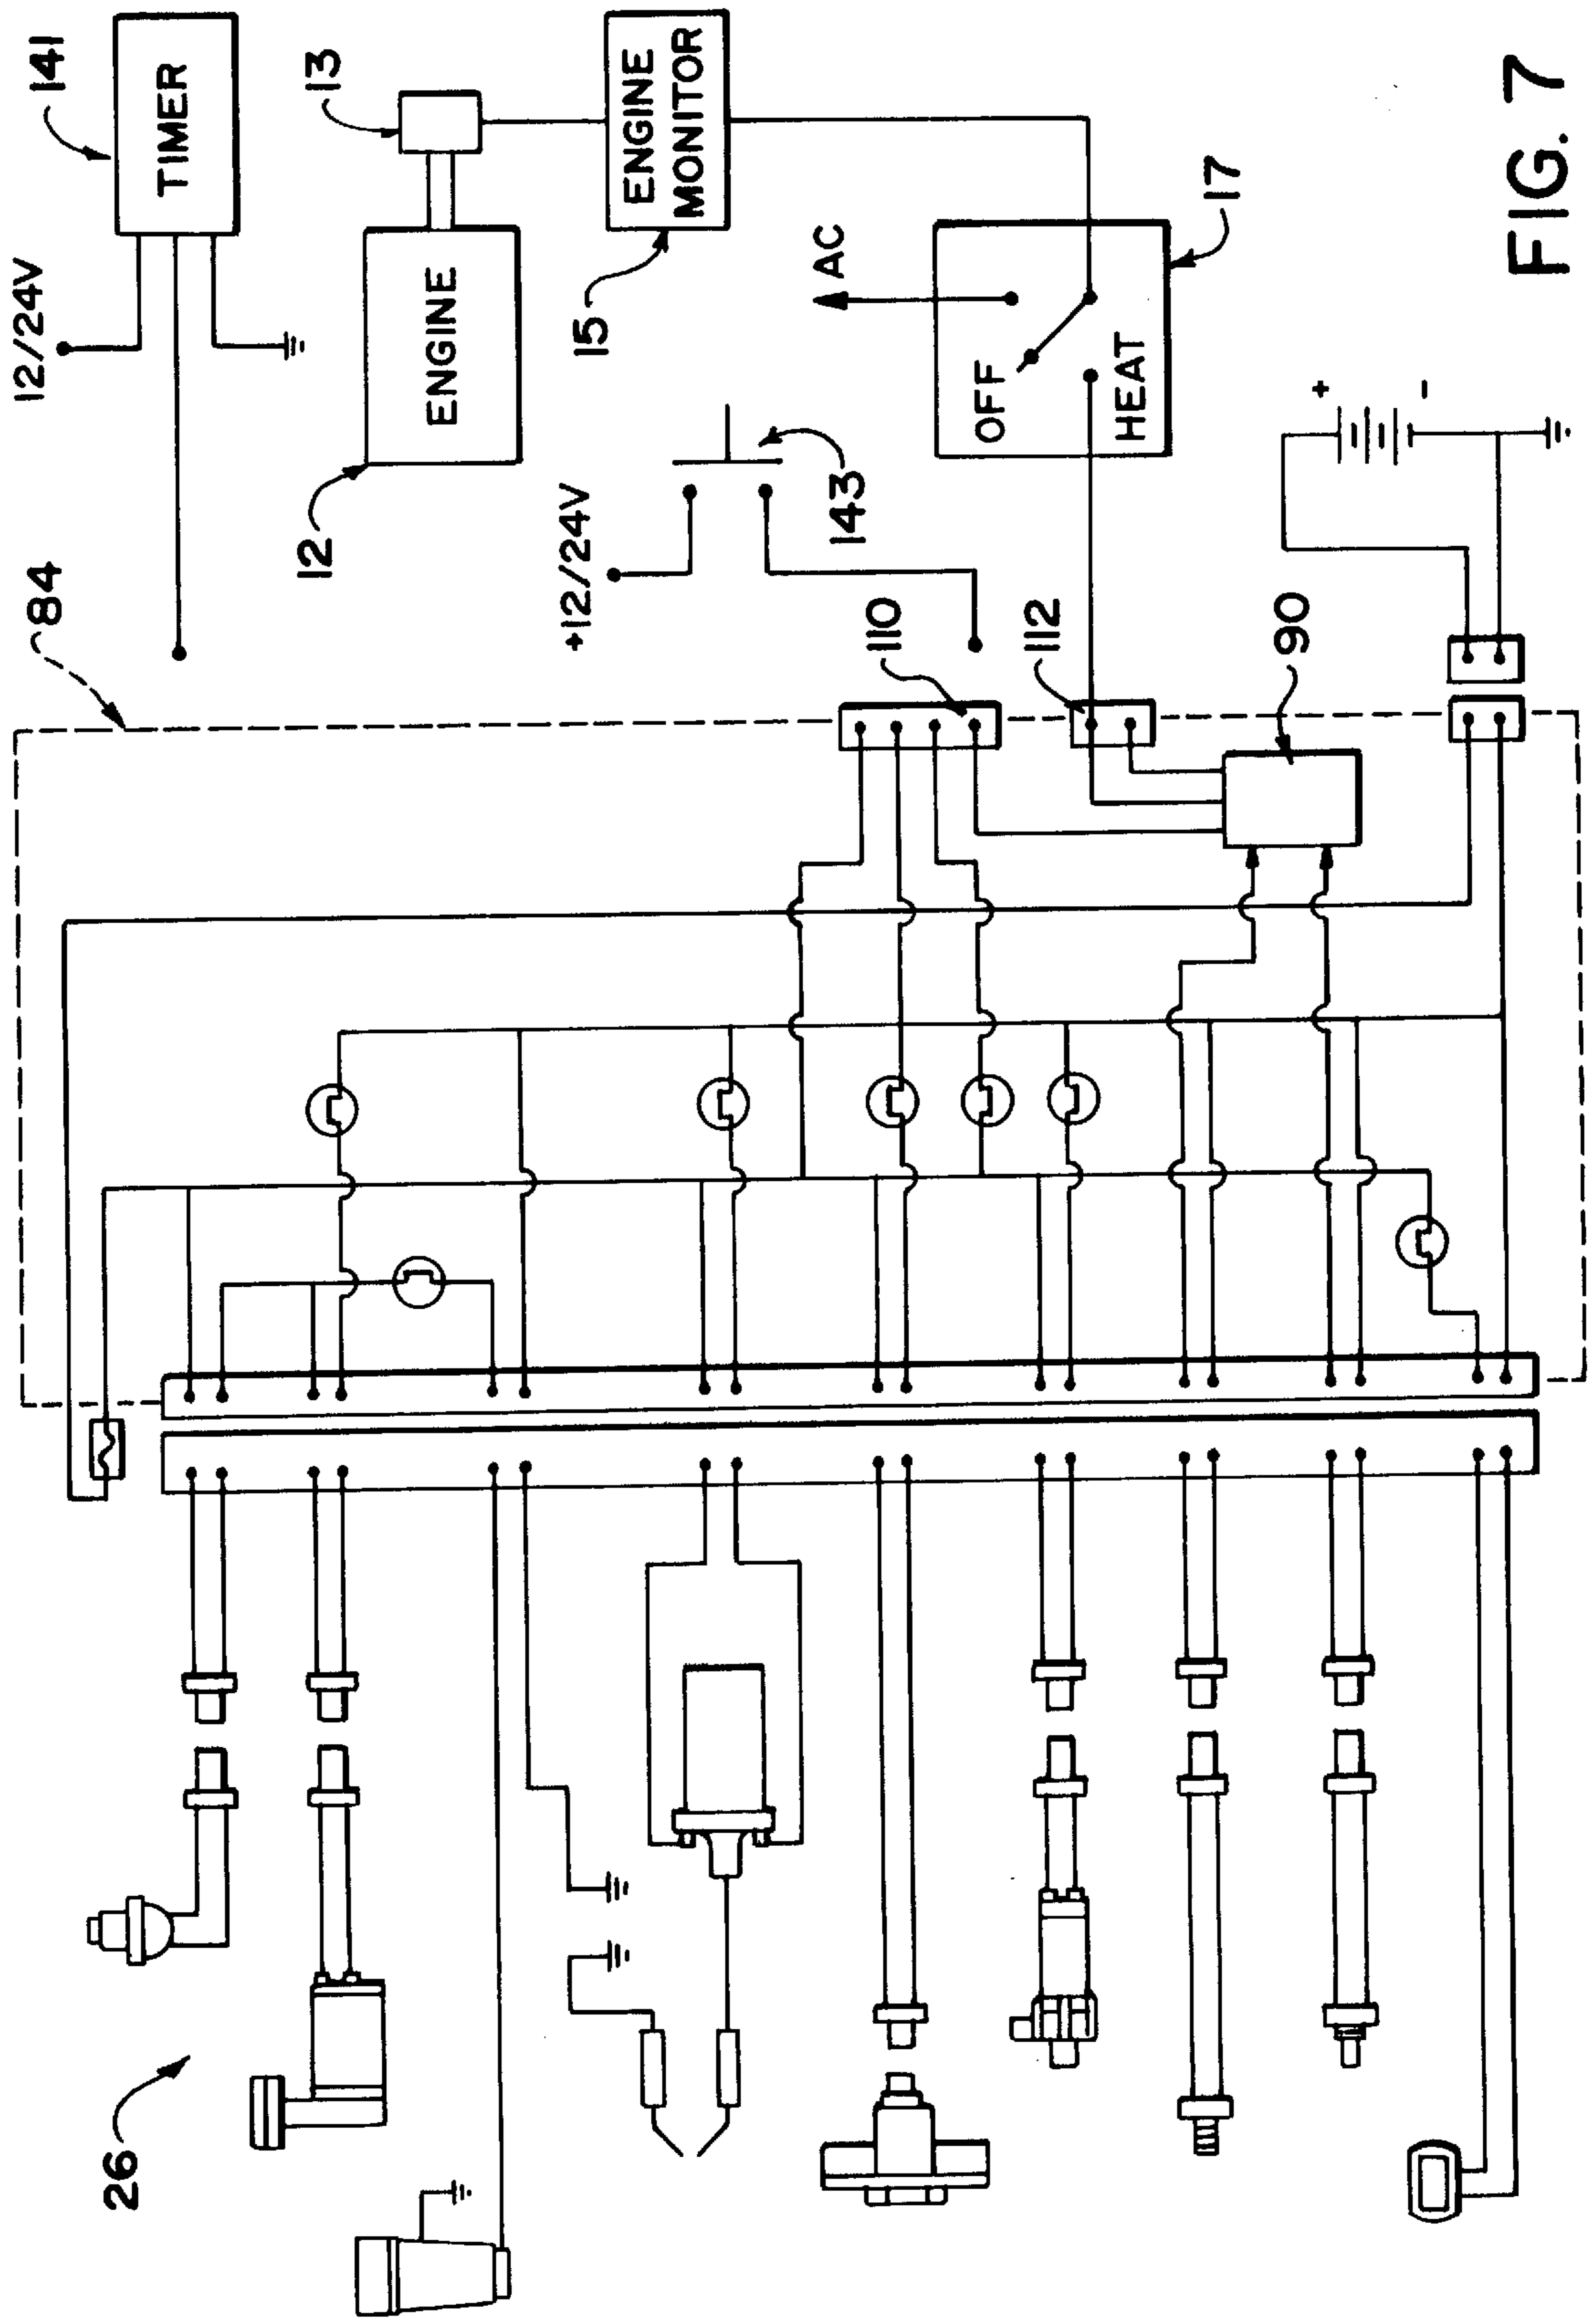 141
TIMER
12/24V
13
ENGINE
12
ENGINE
MONITOR
15
84
+12/24V
143
AC
OFF
HEAT
17
110
112
90
+
-
26
FIG. 7